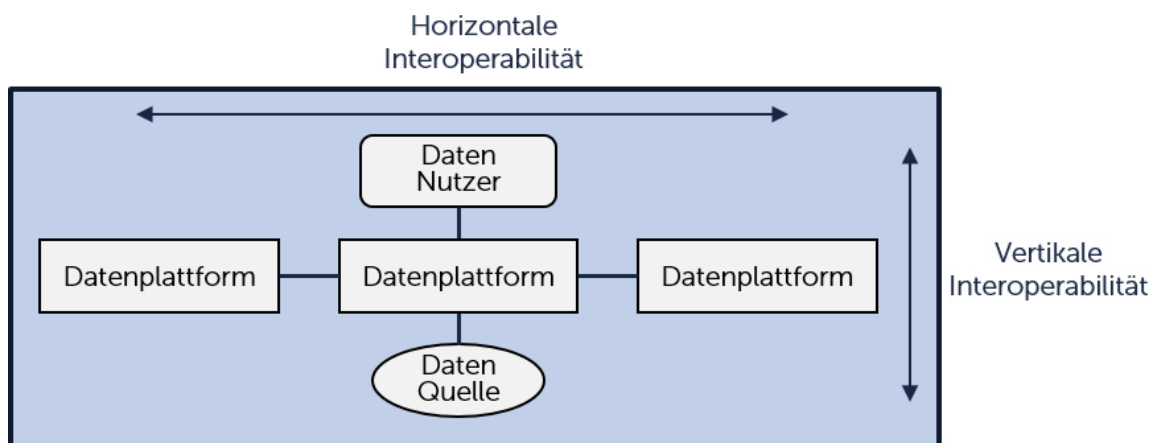 Horizontale
Interoperabilität
Daten
Nutzer
Datenplattform
Datenplattform
Datenplattform
Vertikale
Interoperabilität
Daten
Quelle